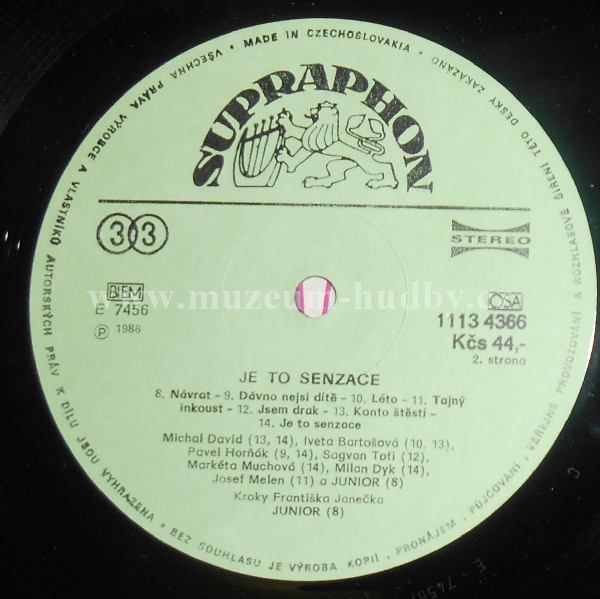 VŠECHNA PRÁVA VÝROBCE A VLASTNÍKŮ AUTORSKÝCH PRÁV K DÍLU JSOU VYHRAZENA • BEZ SOUHLASU JE VÝROBA KOPIÍ • PRONÁJEM • PŮJČOVÁNÍ • VEŘEJNÉ PROVOZOVÁNÍ A ROZHLASOVÉ ŠÍŘENÍ TÉTO DESKY ZAKÁZÁNO
• MADE IN CZECHOSLOVAKIA •
SUPRAPHON
33
STEREO
BIEM
E 7456
Ⓟ 1986
www.muzeum-hudby.c
OSA
1113 4366
Kčs 44,-
2. strana
JE TO SENZACE
8. Návrat - 9. Dávno nejsi dítě - 10. Léto - 11. Tajný
inkoust - 12. Jsem drak - 13. Konto štěstí -
14. Je to senzace
Michal David (13, 14), Iveta Bartošová (10, 13),
Pavel Horňák (9, 14), Sagvan Tofi (12),
Markéta Muchová (14), Milan Dyk (14),
Josef Melen (11) a JUNIOR (8)
Kroky Františka Janečka
JUNIOR (8)